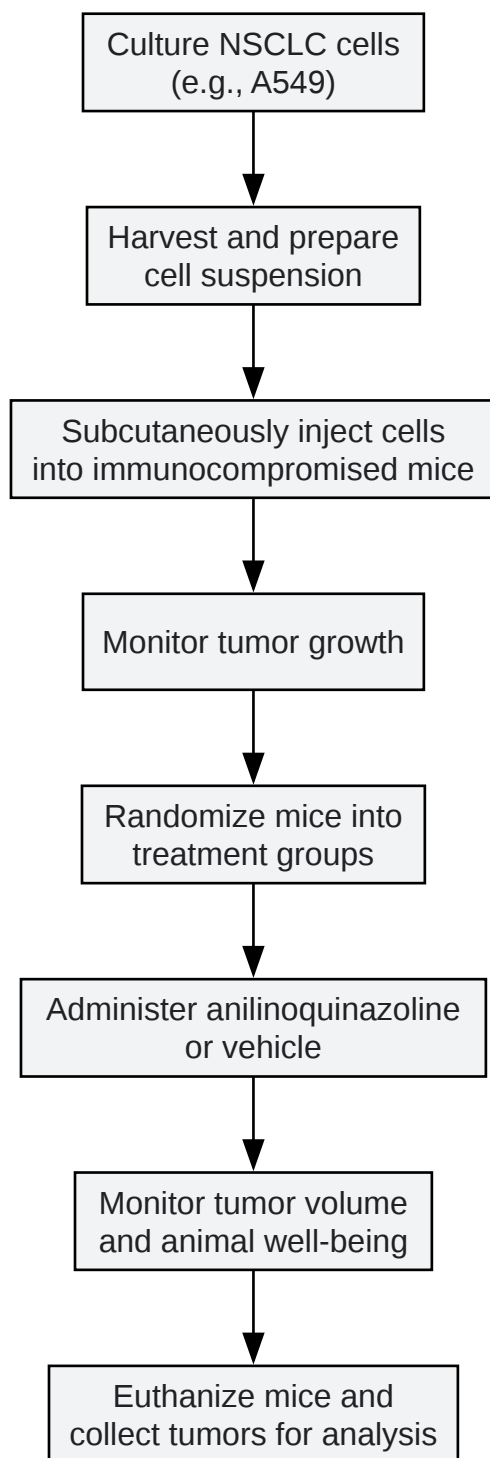 Culture NSCLC cells
(e.g., A549)
Harvest and prepare
cell suspension
Subcutaneously inject cells
into immunocompromised mice
Monitor tumor growth
Randomize mice into
treatment groups
Administer anilinoquinazoline
or vehicle
Monitor tumor volume
and animal well-being
Euthanize mice and
collect tumors for analysis